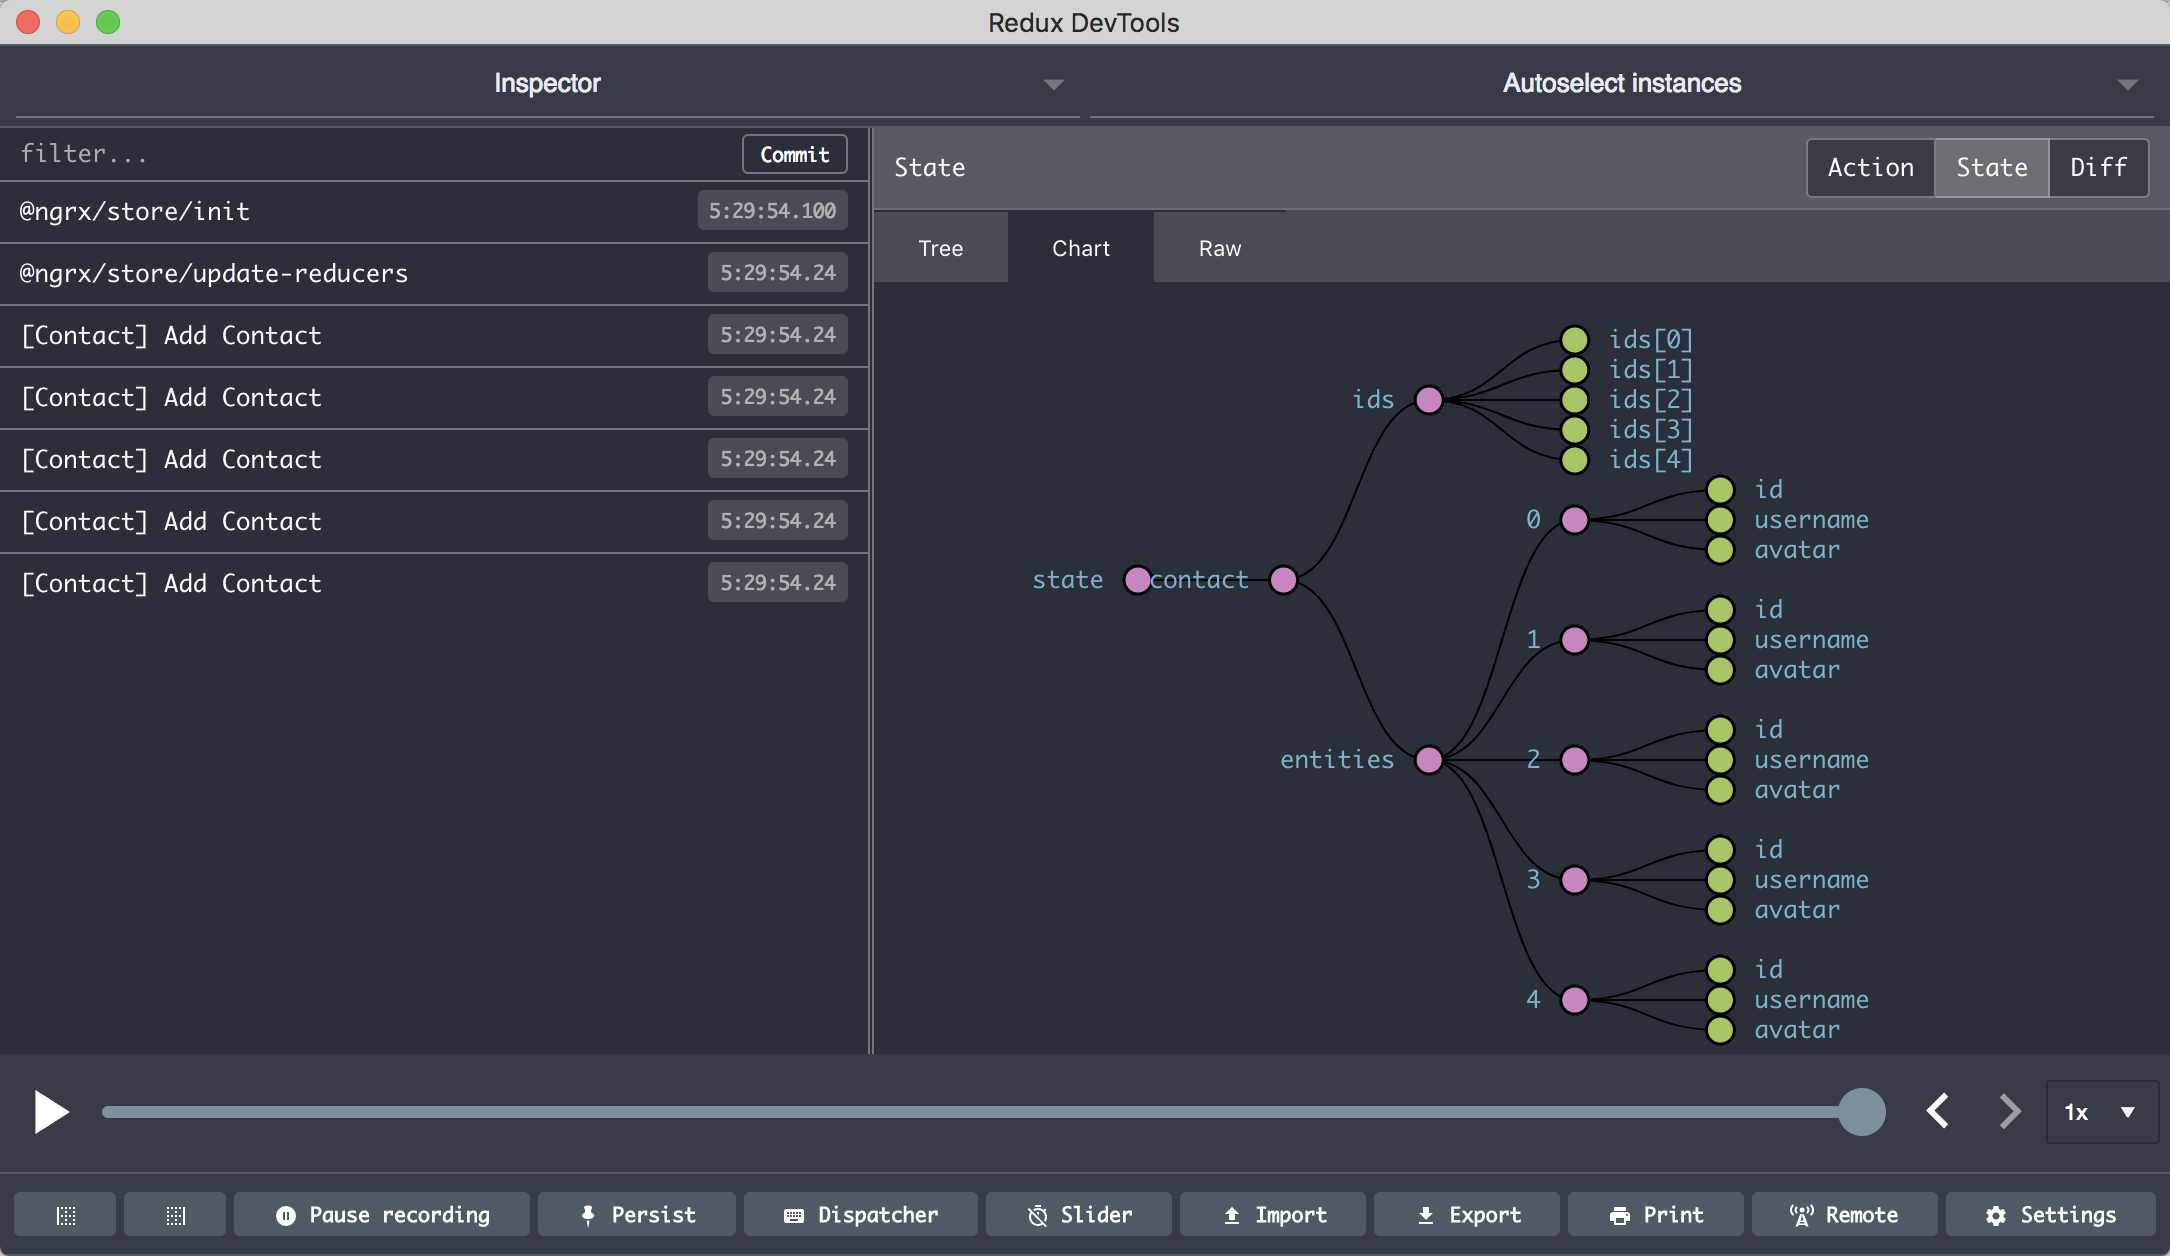 Redux DevTools
Inspector
Autoselect instances
filter...
Commit
@ngrx/store/init
5:29:54.100
@ngrx/store/update-reducers
5:29:54.24
[Contact] Add Contact
5:29:54.24
[Contact] Add Contact
5:29:54.24
[Contact] Add Contact
5:29:54.24
[Contact] Add Contact
5:29:54.24
[Contact] Add Contact
5:29:54.24
State
Action
State
Diff
Tree
Chart
Raw
state
contact
ids
ids[0]
ids[1]
ids[2]
ids[3]
ids[4]
entities
0
id
username
avatar
1
id
username
avatar
2
id
username
avatar
3
id
username
avatar
4
id
username
avatar
1x
Pause recording
Persist
Dispatcher
Slider
Import
Export
Print
Remote
Settings